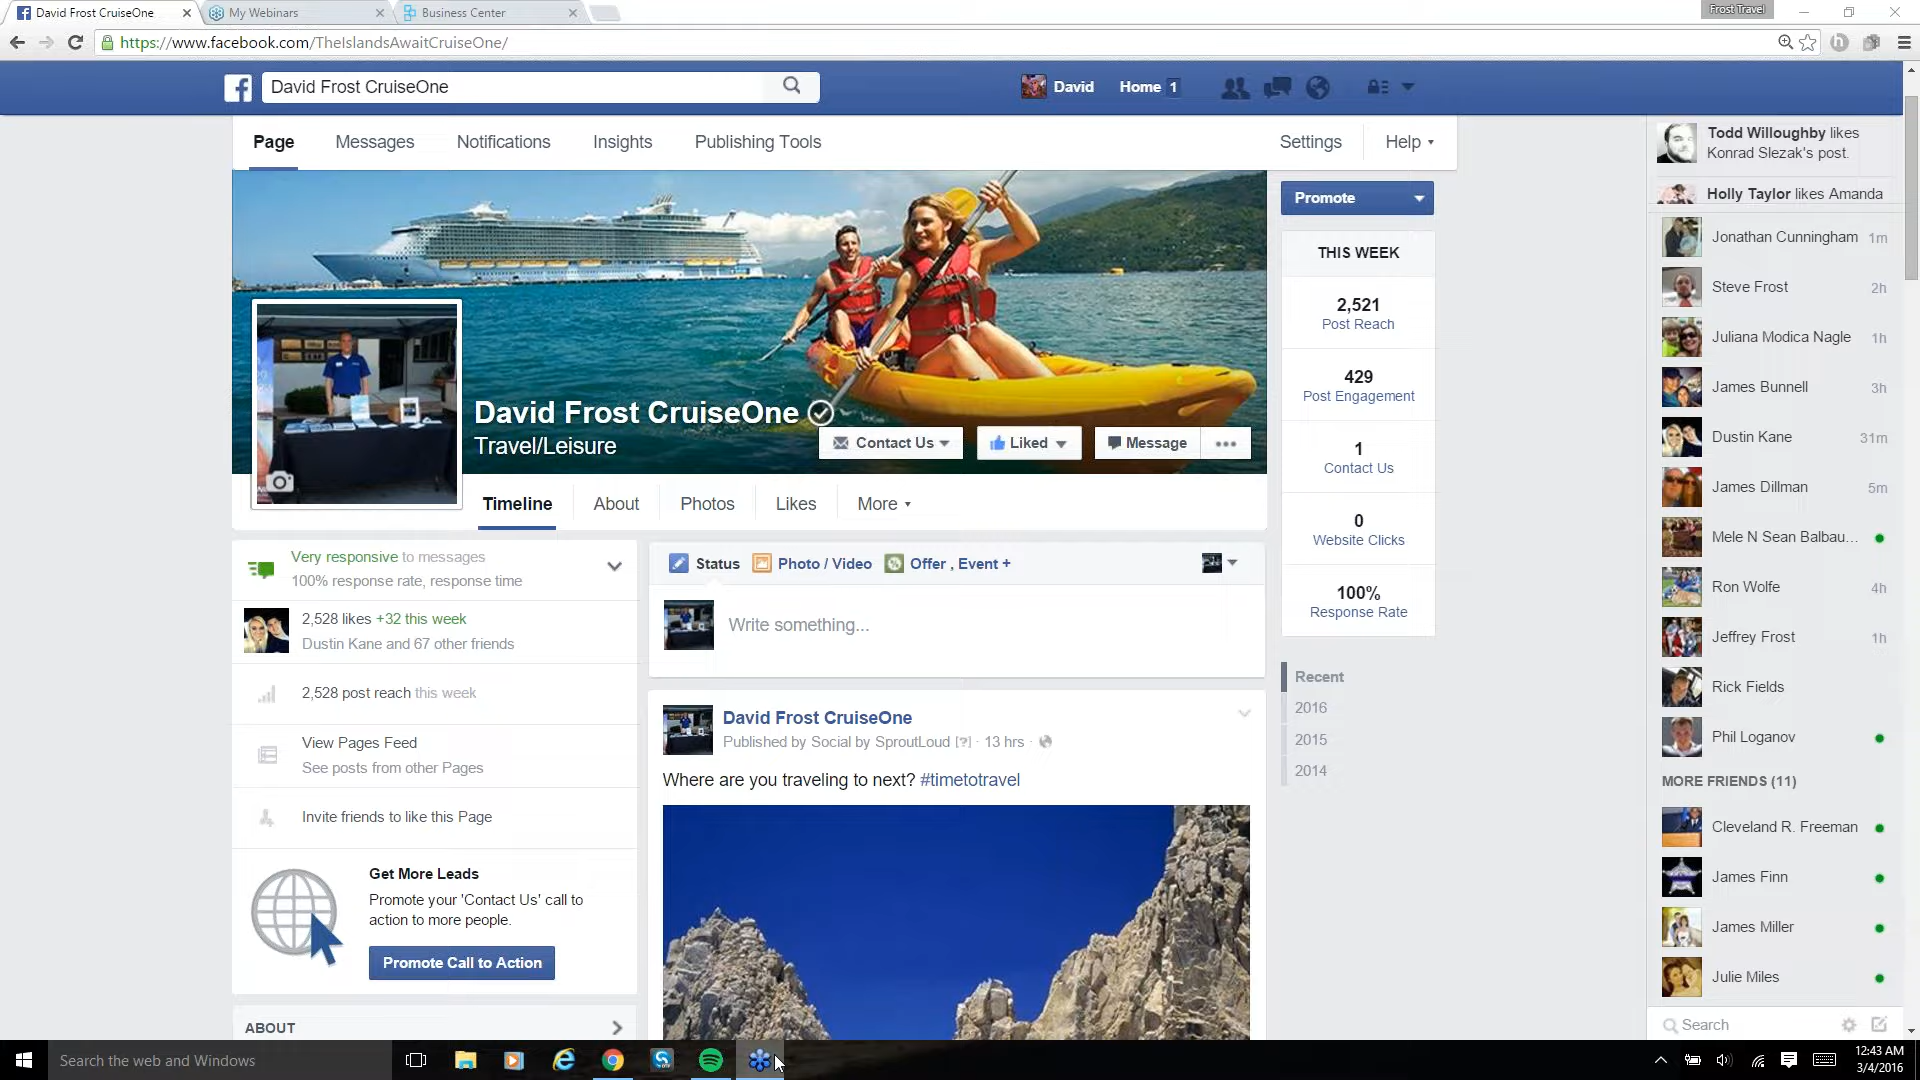 David Frost CruiseOne
My Webinars
Business Center
Frost Travel
https://www.facebook.com/TheIslandsAwaitCruiseOne/
David Frost CruiseOne
David
Home 1
Page
Messages
Notifications
Insights
Publishing Tools
Settings
Help
David Frost CruiseOne
Travel/Leisure
Contact Us
Liked
Message
Timeline
About
Photos
Likes
More
Very responsive to messages
100% response rate, response time
2,528 likes +32 this week
Dustin Kane and 67 other friends
2,528 post reach this week
View Pages Feed
See posts from other Pages
Invite friends to like this Page
Get More Leads
Promote your 'Contact Us' call to
action to more people.
Promote Call to Action
ABOUT
Status
Photo / Video
Offer , Event +
Write something...
David Frost CruiseOne
Published by Social by SproutLoud [?] · 13 hrs ·
Where are you traveling to next? #timetotravel
Promote
THIS WEEK
2,521
Post Reach
429
Post Engagement
1
Contact Us
0
Website Clicks
100%
Response Rate
Recent
2016
2015
2014
Todd Willoughby likes
Konrad Slezak's post.
Holly Taylor likes Amanda
Jonathan Cunningham 1m
Steve Frost 2h
Juliana Modica Nagle 1h
James Bunnell 3h
Dustin Kane 31m
James Dillman 5m
Mele N Sean Balbau...
Ron Wolfe 4h
Jeffrey Frost 1h
Rick Fields
Phil Loganov
MORE FRIENDS (11)
Cleveland R. Freeman
James Finn
James Miller
Julie Miles
Search
Search the web and Windows
12:43 AM
3/4/2016